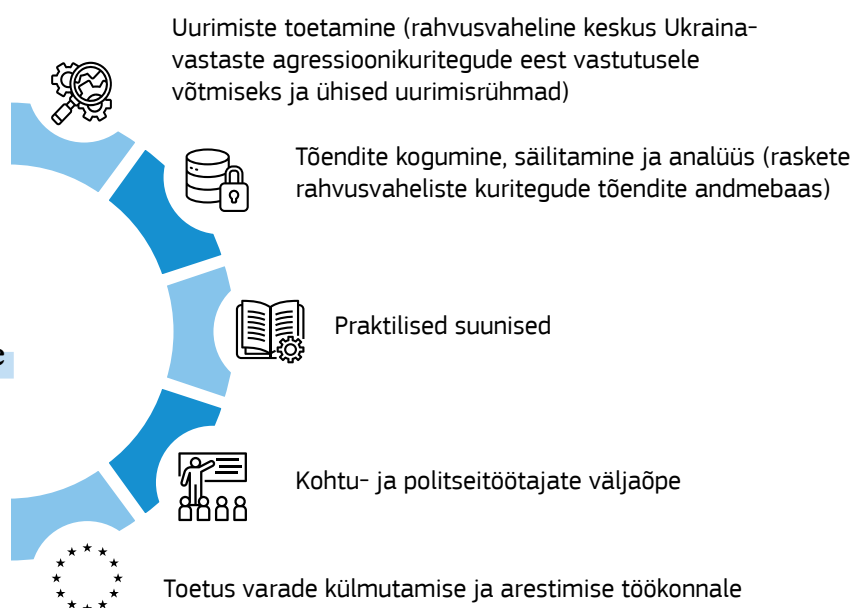 Uurimiste toetamine (rahvusvaheline keskus Ukraina-
vastaste agressioonikuritegude eest vastutusele
võtmiseks ja ühised uurimisrühmad)
Tõendite kogumine, säilitamine ja analüüs (raskete
rahvusvaheliste kuritegude tõendite andmebaas)
Praktilised suunised
e
Kohtu- ja politseitöötajate väljaõpe
Toetus varade külmutamise ja arestimise töökonnale